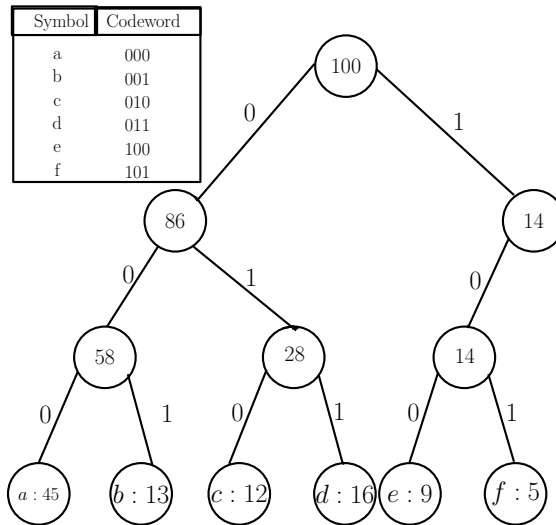 Symbol Codeword
a 000
b 001
c 010
d 011
e 100
f 101
100
0 1
86 14
0 1 0
58 28 14
0 1 0 1 0 1
a : 45 b : 13 c : 12 d : 16 e : 9 f : 5